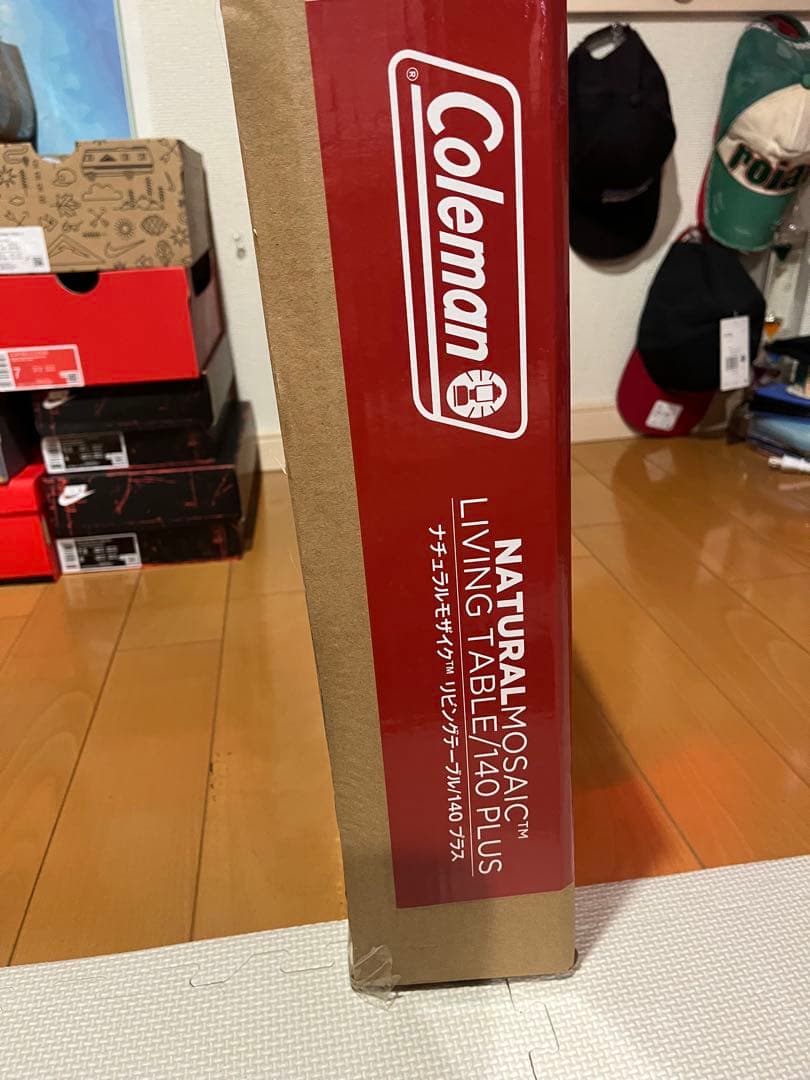 Coleman
®
NATURALMOSAIC™
LIVING TABLE/140 PLUS
ナチュラルモザイク™ リビングテーブル/140 プラス
7